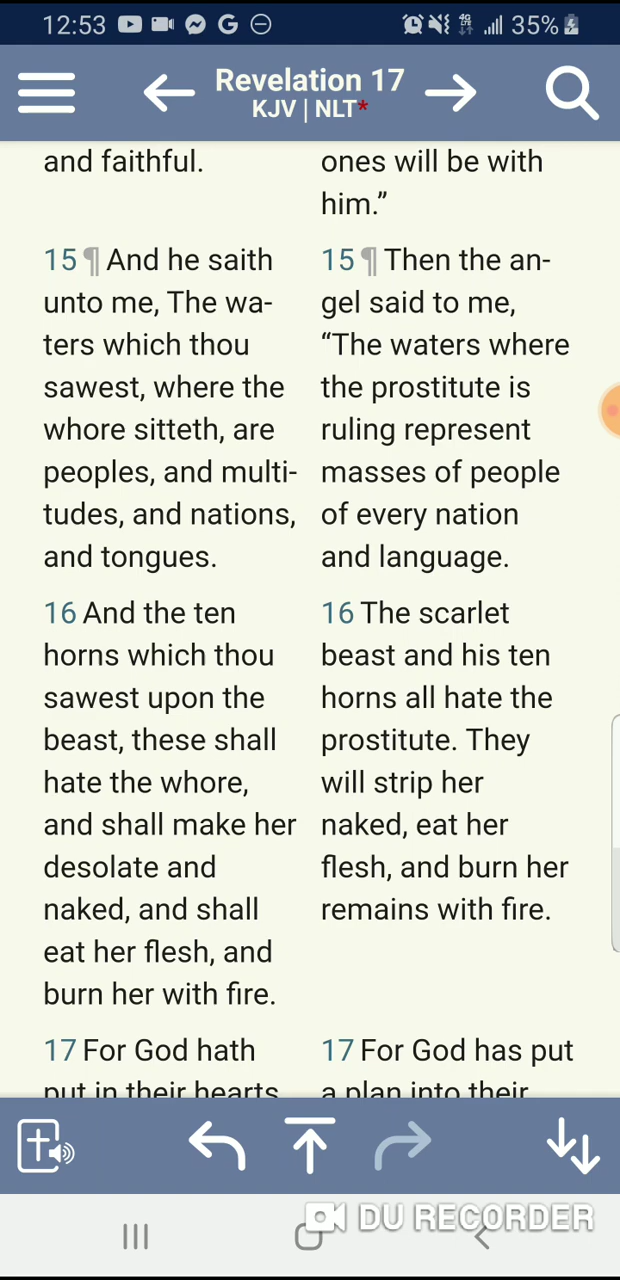 12:53
35%
Revelation 17
KJV | NLT*
and faithful.
15 ¶ And he saith
unto me, The wa-
ters which thou
sawest, where the
whore sitteth, are
peoples, and multi-
tudes, and nations,
and tongues.
16 And the ten
horns which thou
sawest upon the
beast, these shall
hate the whore,
and shall make her
desolate and
naked, and shall
eat her flesh, and
burn her with fire.
17 For God hath
put in their hearts
ones will be with
him.”
15 ¶ Then the an-
gel said to me,
“The waters where
the prostitute is
ruling represent
masses of people
of every nation
and language.
16 The scarlet
beast and his ten
horns all hate the
prostitute. They
will strip her
naked, eat her
flesh, and burn her
remains with fire.
17 For God has put
a plan into their
DU RECORDER